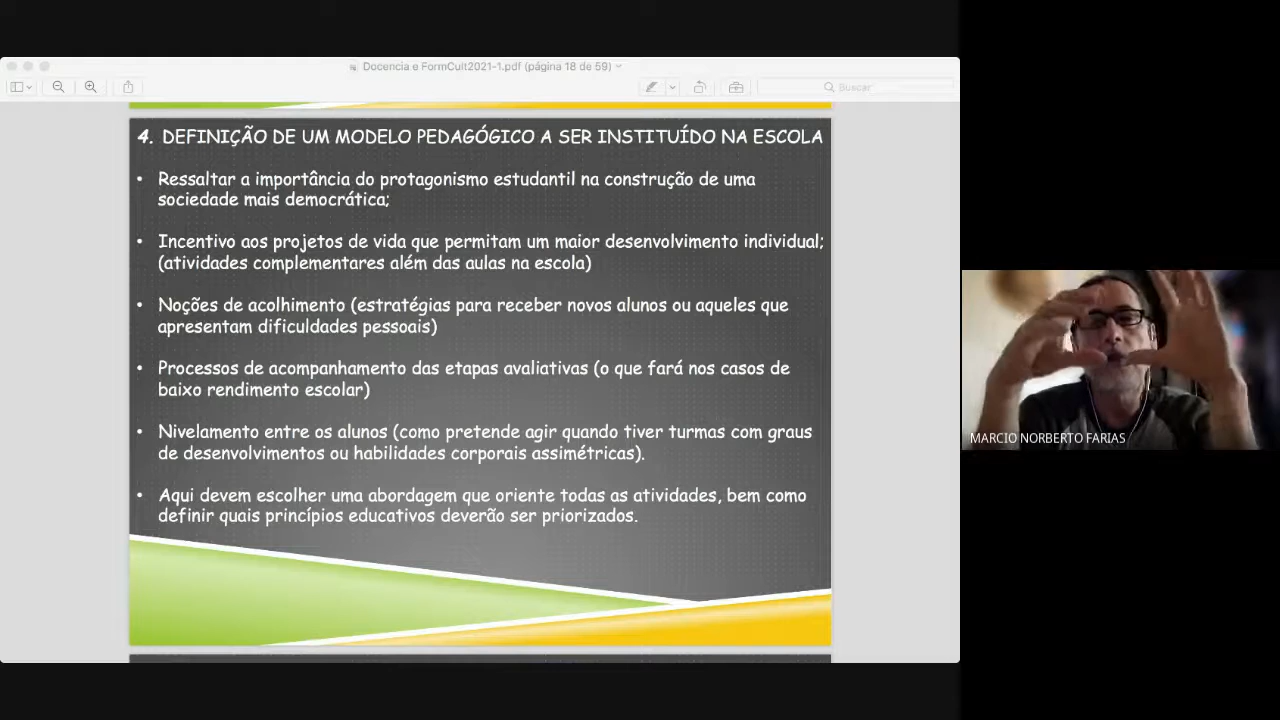 Docencia e FormCult2021-1.pdf (página 18 de 59)
Buscar
4. DEFINIÇÃO DE UM MODELO PEDAGÓGICO A SER INSTITUÍDO NA ESCOLA
• Ressaltar a importância do protagonismo estudantil na construção de uma
sociedade mais democrática;
• Incentivo aos projetos de vida que permitam um maior desenvolvimento individual;
(atividades complementares além das aulas na escola)
• Noções de acolhimento (estratégias para receber novos alunos ou aqueles que
apresentam dificuldades pessoais)
• Processos de acompanhamento das etapas avaliativas (o que fará nos casos de
baixo rendimento escolar)
• Nivelamento entre os alunos (como pretende agir quando tiver turmas com graus
de desenvolvimentos ou habilidades corporais assimétricas).
• Aqui devem escolher uma abordagem que oriente todas as atividades, bem como
definir quais princípios educativos deverão ser priorizados.
MARCIO NORBERTO FARIAS